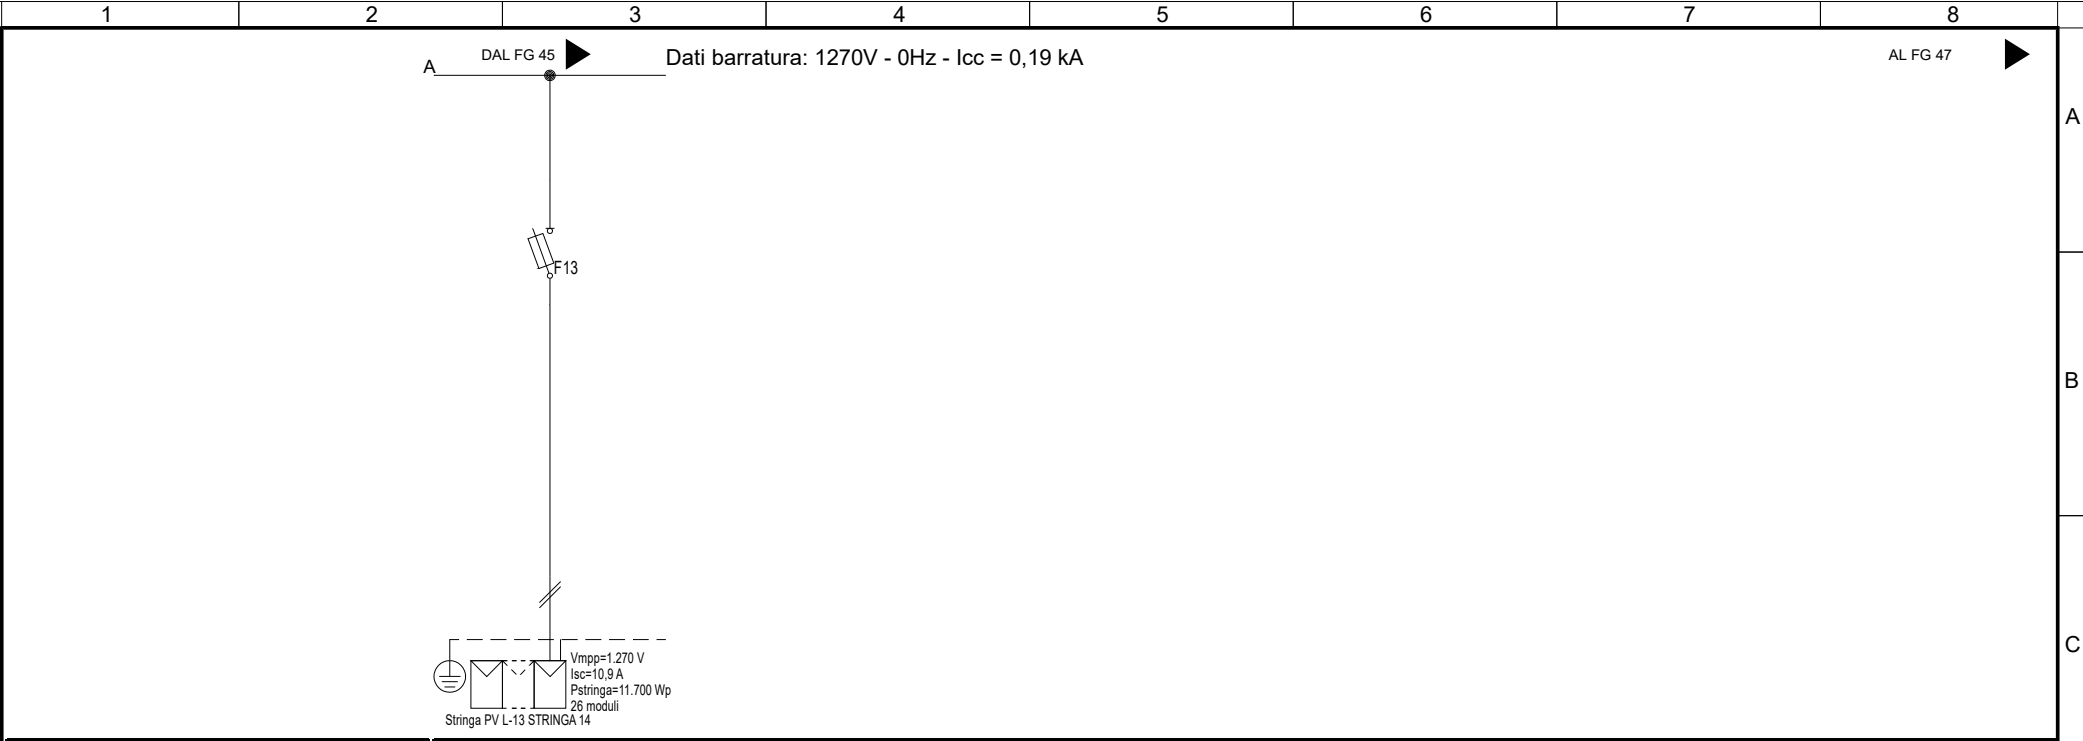 1 2 3 4 5 6 7 8
DAL FG 45
Dati barratura: 1270V - 0Hz - Icc = 0,19 kA
AL FG 47
A
A
F13
B
C
Vmpp=1.270 V
Isc=10,9 A
Pstringa=11.700 Wp
26 moduli
Stringa PV L-13 STRINGA 14